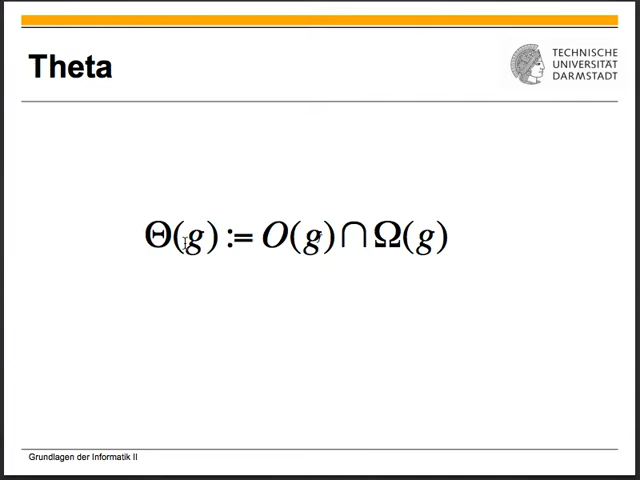 Theta
TECHNISCHE
UNIVERSITÄT
DARMSTADT
Θ(g) := O(g) ∩ Ω(g)
Grundlagen der Informatik II